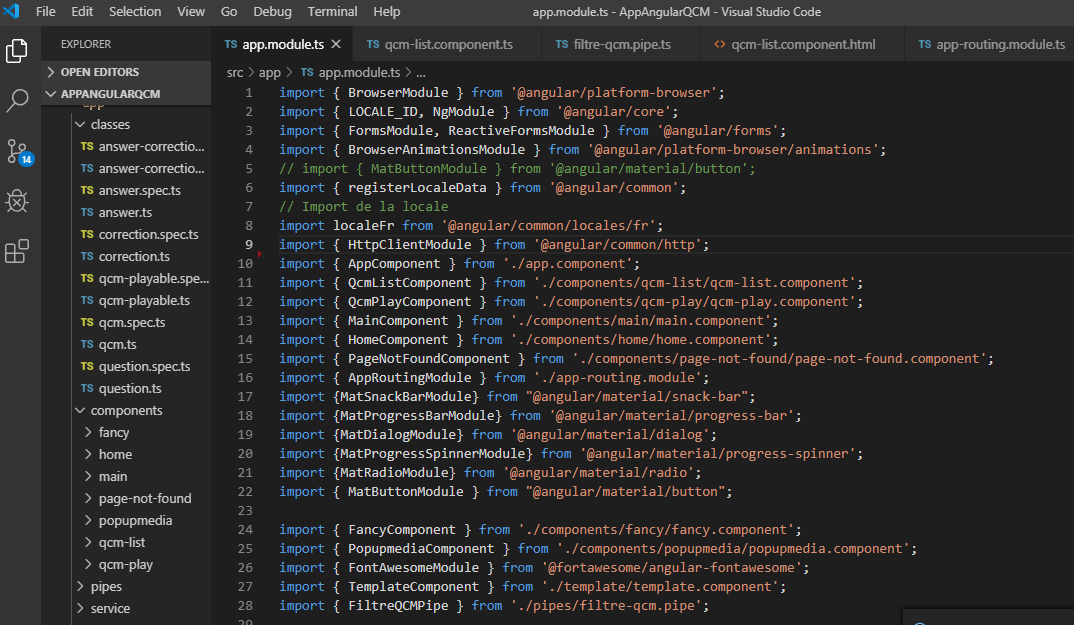 File Edit Selection View Go Debug Terminal Help app.module.ts - AppAngularQCM - Visual Studio Code
EXPLORER
OPEN EDITORS
APPANGULARQCM
app
classes
TS answer-correctio...
TS answer-correctio...
TS answer.spec.ts
TS answer.ts
TS correction.spec.ts
TS correction.ts
TS qcm-playable.spe...
TS qcm-playable.ts
TS qcm.spec.ts
TS qcm.ts
TS question.spec.ts
TS question.ts
components
fancy
home
main
page-not-found
popupmedia
qcm-list
qcm-play
pipes
service
14
TS app.module.ts TS qcm-list.component.ts TS filtre-qcm.pipe.ts <> qcm-list.component.html TS app-routing.module.ts
src > app > TS app.module.ts > ...
1 import { BrowserModule } from '@angular/platform-browser';
2 import { LOCALE_ID, NgModule } from '@angular/core';
3 import { FormsModule, ReactiveFormsModule } from '@angular/forms';
4 import { BrowserAnimationsModule } from '@angular/platform-browser/animations';
5 // import { MatButtonModule } from '@angular/material/button';
6 import { registerLocaleData } from '@angular/common';
7 // Import de la locale
8 import localeFr from '@angular/common/locales/fr';
9 import { HttpClientModule } from '@angular/common/http';
10 import { AppComponent } from './app.component';
11 import { QcmListComponent } from './components/qcm-list/qcm-list.component';
12 import { QcmPlayComponent } from './components/qcm-play/qcm-play.component';
13 import { MainComponent } from './components/main/main.component';
14 import { HomeComponent } from './components/home/home.component';
15 import { PageNotFoundComponent } from './components/page-not-found/page-not-found.component';
16 import { AppRoutingModule } from './app-routing.module';
17 import {MatSnackBarModule} from "@angular/material/snack-bar";
18 import {MatProgressBarModule} from '@angular/material/progress-bar';
19 import {MatDialogModule} from '@angular/material/dialog';
20 import {MatProgressSpinnerModule} from '@angular/material/progress-spinner';
21 import {MatRadioModule} from '@angular/material/radio';
22 import { MatButtonModule } from "@angular/material/button";
23
24 import { FancyComponent } from './components/fancy/fancy.component';
25 import { PopupmediaComponent } from './components/popupmedia/popupmedia.component';
26 import { FontAwesomeModule } from '@fortawesome/angular-fontawesome';
27 import { TemplateComponent } from './template/template.component';
28 import { FiltreQCMPipe } from './pipes/filtre-qcm.pipe';
29